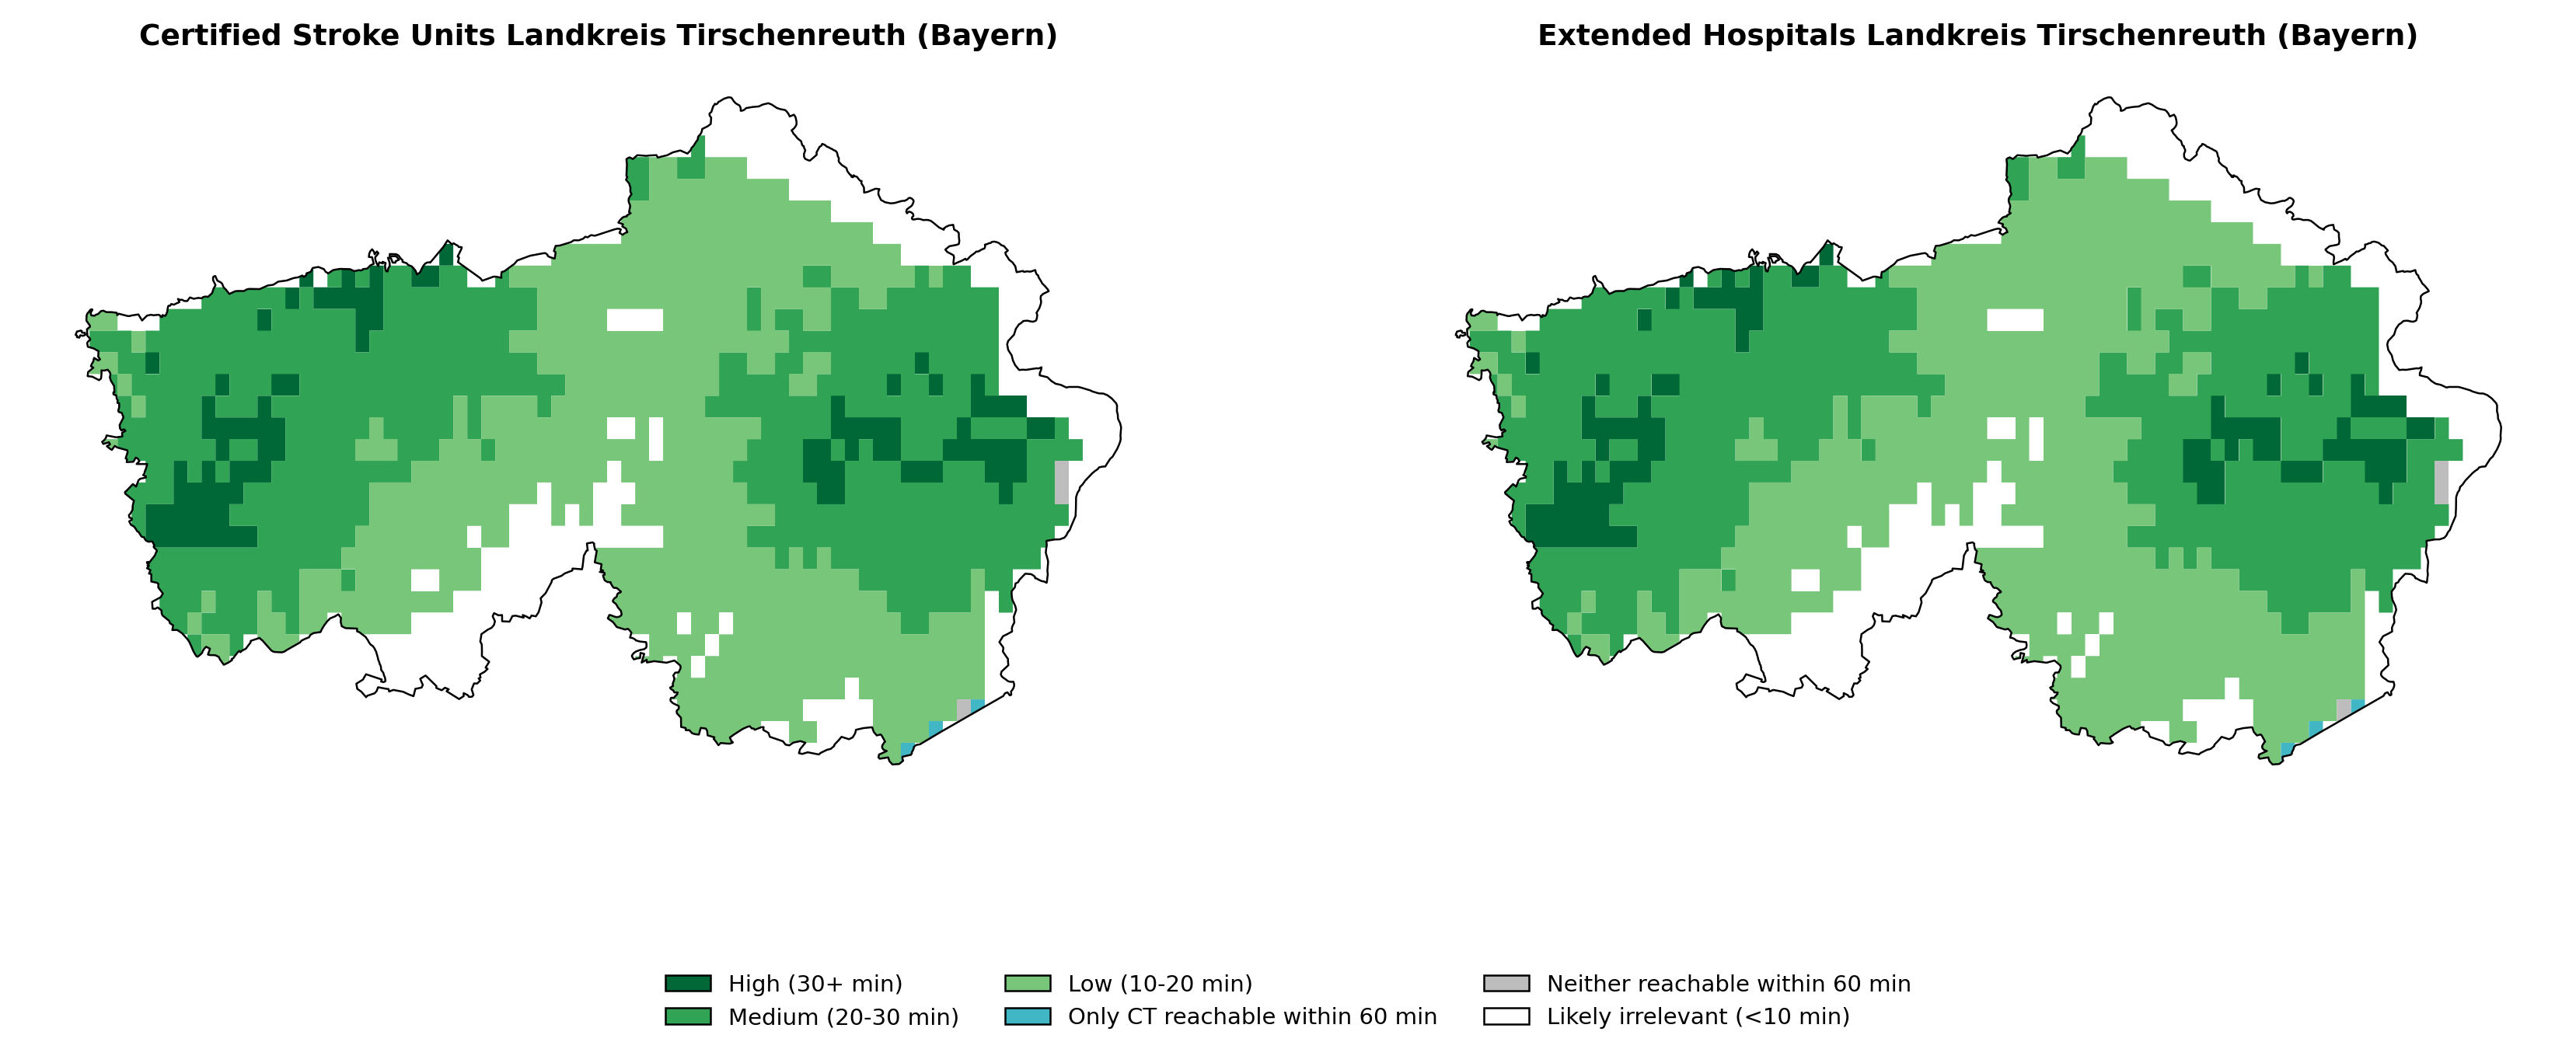 Certified Stroke Units Landkreis Tirschenreuth (Bayern)
Extended Hospitals Landkreis Tirschenreuth (Bayern)
High (30+ min)
Medium (20-30 min)
Low (10-20 min)
Only CT reachable within 60 min
Neither reachable within 60 min
Likely irrelevant (<10 min)